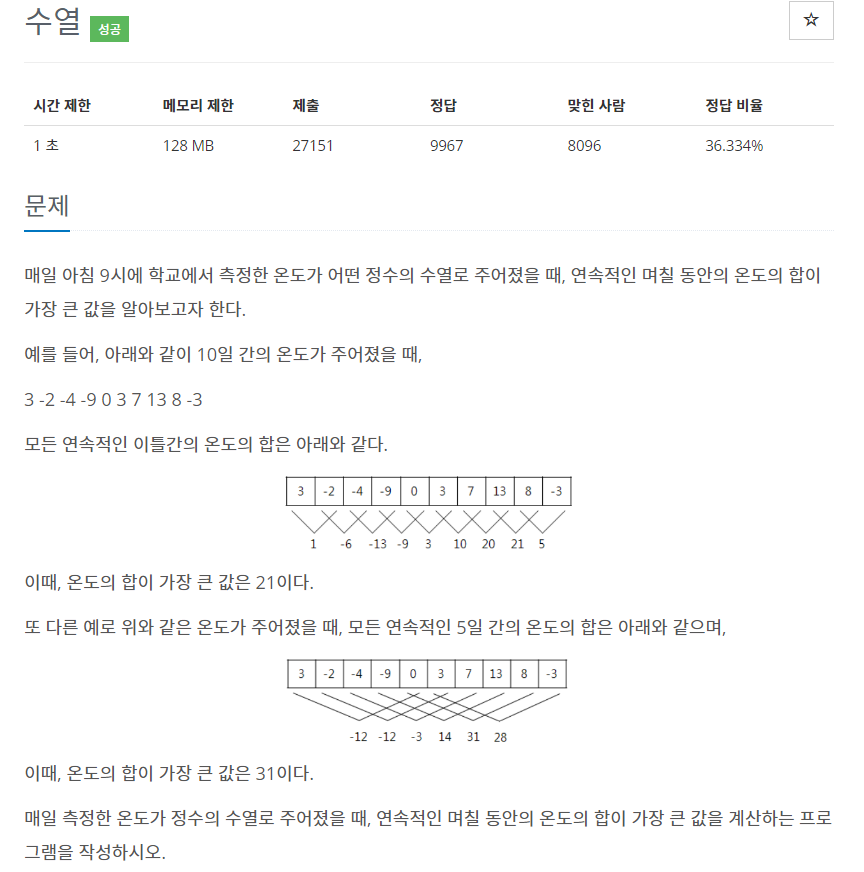 수열 성공
☆
시간 제한 메모리 제한 제출 정답 맞힌 사람 정답 비율
1 초 128 MB 27151 9967 8096 36.334%
문제
매일 아침 9시에 학교에서 측정한 온도가 어떤 정수의 수열로 주어졌을 때, 연속적인 며칠 동안의 온도의 합이
가장 큰 값을 알아보고자 한다.
예를 들어, 아래와 같이 10일 간의 온도가 주어졌을 때,
3 -2 -4 -9 0 3 7 13 8 -3
모든 연속적인 이틀간의 온도의 합은 아래와 같다.
3 -2 -4 -9 0 3 7 13 8 -3
1 -6 -13 -9 3 10 20 21 5
이때, 온도의 합이 가장 큰 값은 21이다.
또 다른 예로 위와 같은 온도가 주어졌을 때, 모든 연속적인 5일 간의 온도의 합은 아래와 같으며,
3 -2 -4 -9 0 3 7 13 8 -3
-12 -12 -3 14 31 28
이때, 온도의 합이 가장 큰 값은 31이다.
매일 측정한 온도가 정수의 수열로 주어졌을 때, 연속적인 며칠 동안의 온도의 합이 가장 큰 값을 계산하는 프로
그램을 작성하시오.